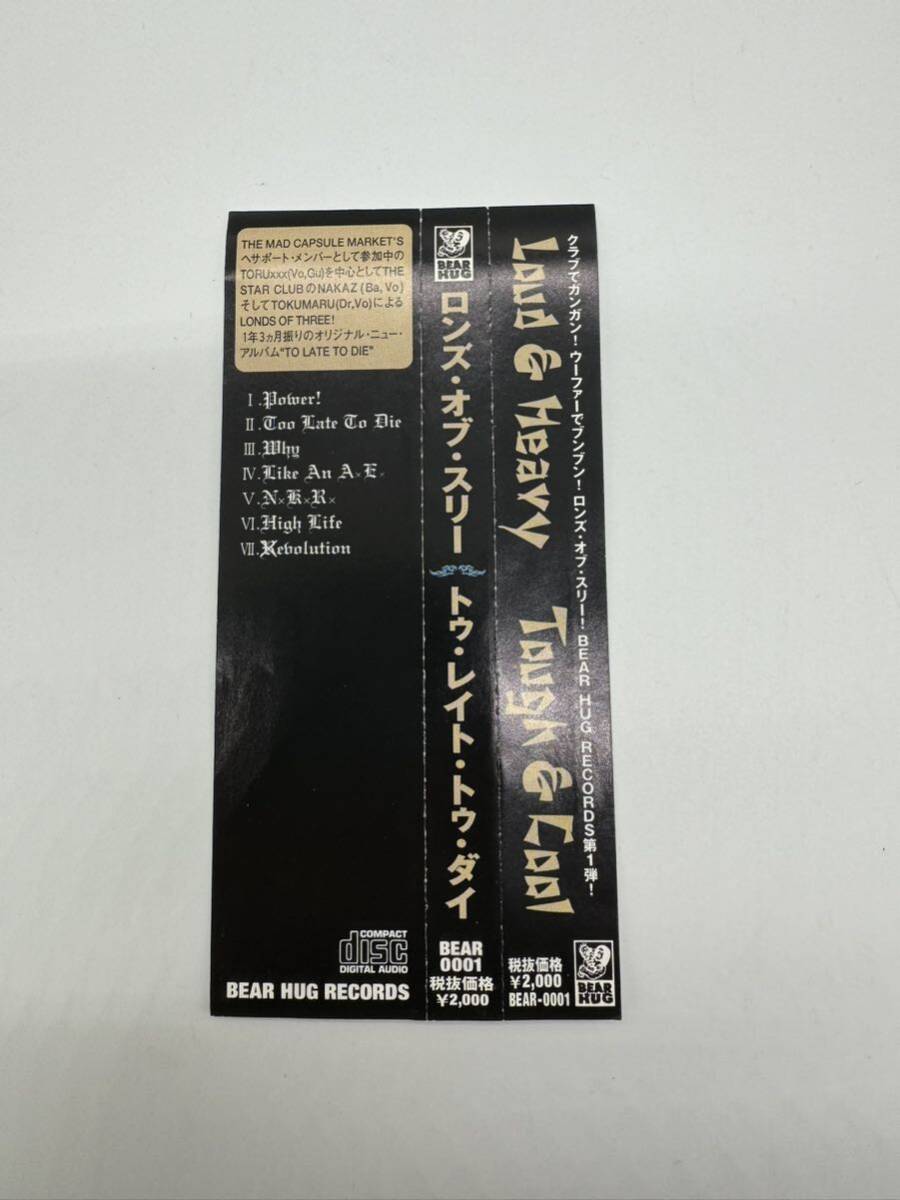 THE MAD CAPSULE MARKET'S
へサポート・メンバーとして参加中の
TORUxxx(Vo,Gu)を中心としてTHE
STAR CLUBのNAKAZ(Ba,Vo)
そしてTOKUMARU(Dr,Vo)による
LONDS OF THREE!
1年3ヵ月振りのオリジナル・ニュー・
アルバム“TO LATE TO DIE”
Ⅰ.Power!
Ⅱ.Too Late To Die
Ⅲ.Why
Ⅳ.Like An A×E×
Ⅴ.N×K×R×
Ⅵ.High Life
Ⅶ.Revolution
COMPACT
disc
DIGITAL AUDIO
BEAR HUG RECORDS
BEAR
HUG
ロンズ・オブ・スリー
トゥ・レイト・トゥ・ダイ
BEAR
0001
税抜価格
¥2,000
クラブでガンガン!ウーファーでブンブン!ロンズ・オブ・スリー!BEAR HUG RECORDS第1弾!
Loud & Heavy Tough & Cool
税抜価格
¥2,000
BEAR-0001
BEAR
HUG